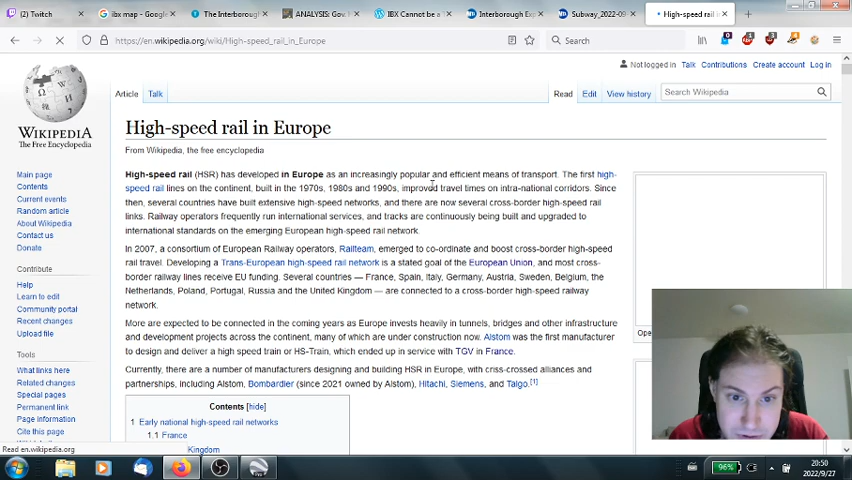 Twitch
ibx map - Google
The Interborough
ANALYSIS: Gov. H
IBX Cannot be a
Interborough Exp
Subway_2022-09-
High-speed rail in
https://en.wikipedia.org/wiki/High-speed_rail_in_Europe
Search
Not logged in Talk Contributions Create account Log in
Article Talk Read Edit View history Search Wikipedia
WIKIPEDIA
The Free Encyclopedia
High-speed rail in Europe
From Wikipedia, the free encyclopedia
Main page
Contents
Current events
Random article
About Wikipedia
Contact us
Donate
Contribute
Help
Learn to edit
Community portal
Recent changes
Upload file
Tools
What links here
Related changes
Special pages
Permanent link
Page information
Cite this page
High-speed rail (HSR) has developed in Europe as an increasingly popular and efficient means of transport. The first high-
speed rail lines on the continent, built in the 1970s, 1980s and 1990s, improved travel times on intra-national corridors. Since
then, several countries have built extensive high-speed networks, and there are now several cross-border high-speed rail
links. Railway operators frequently run international services, and tracks are continuously being built and upgraded to
international standards on the emerging European high-speed rail network.
In 2007, a consortium of European Railway operators, Railteam, emerged to co-ordinate and boost cross-border high-speed
rail travel. Developing a Trans-European high-speed rail network is a stated goal of the European Union, and most cross-
border railway lines receive EU funding. Several countries — France, Spain, Italy, Germany, Austria, Sweden, Belgium, the
Netherlands, Poland, Portugal, Russia and the United Kingdom — are connected to a cross-border high-speed railway
network.
More are expected to be connected in the coming years as Europe invests heavily in tunnels, bridges and other infrastructure
and development projects across the continent, many of which are under construction now. Alstom was the first manufacturer
to design and deliver a high speed train or HS-Train, which ended up in service with TGV in France.
Currently, there are a number of manufacturers designing and building HSR in Europe, with criss-crossed alliances and
partnerships, including Alstom, Bombardier (since 2021 owned by Alstom), Hitachi, Siemens, and Talgo.[1]
Contents [hide]
1 Early national high-speed rail networks
1.1 France
Kingdom
Ope
Read en.wikipedia.org
96%
20:50
2022/9/27